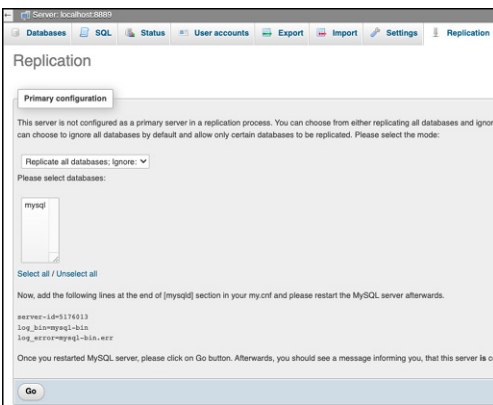 Server: localhost:8889
Databases SQL Status User accounts Export Import Settings Replication
Replication
Primary configuration
This server is not configured as a primary server in a replication process. You can choose from either replicating all databases and ignor
can choose to ignore all databases by default and allow only certain databases to be replicated. Please select the mode:
Replicate all databases; Ignore:
Please select databases:
mysql
Select all / Unselect all
Now, add the following lines at the end of [mysqld] section in your my.cnf and please restart the MySQL server afterwards.
server-id=5176013
log_bin=mysql-bin
log_error=mysql-bin.err
Once you restarted MySQL server, please click on Go button. Afterwards, you should see a message informing you, that this server is c
Go